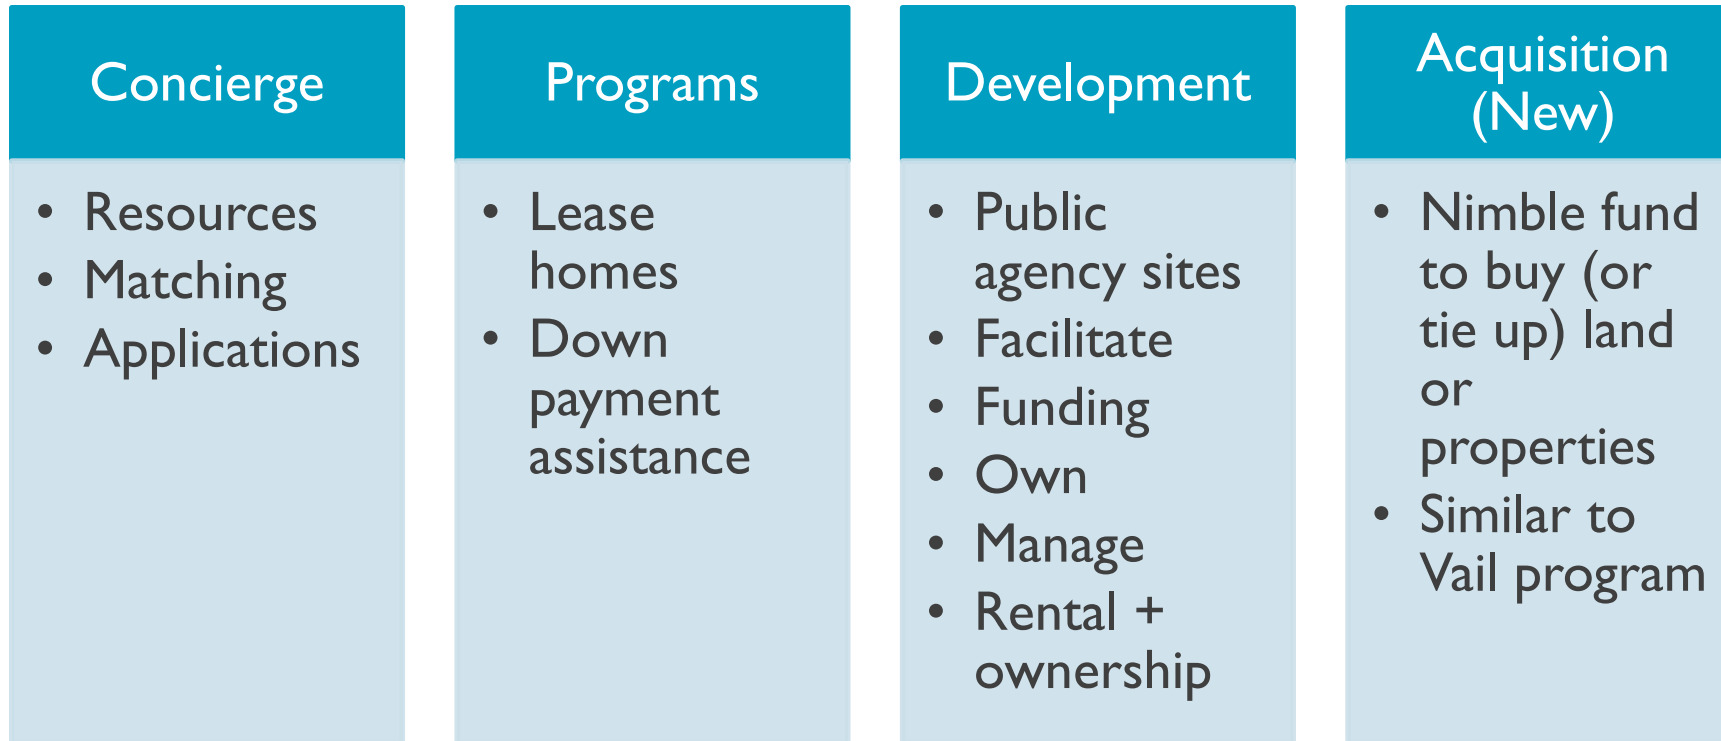 Concierge
• Resources
• Matching
• Applications
Programs
• Lease
homes
• Down
payment
assistance
Development
• Public
agency sites
• Facilitate
• Funding
• Own
• Manage
• Rental +
ownership
Acquisition
(New)
• Nimble fund
to buy (or
tie up) land
or
properties
• Similar to
Vail program